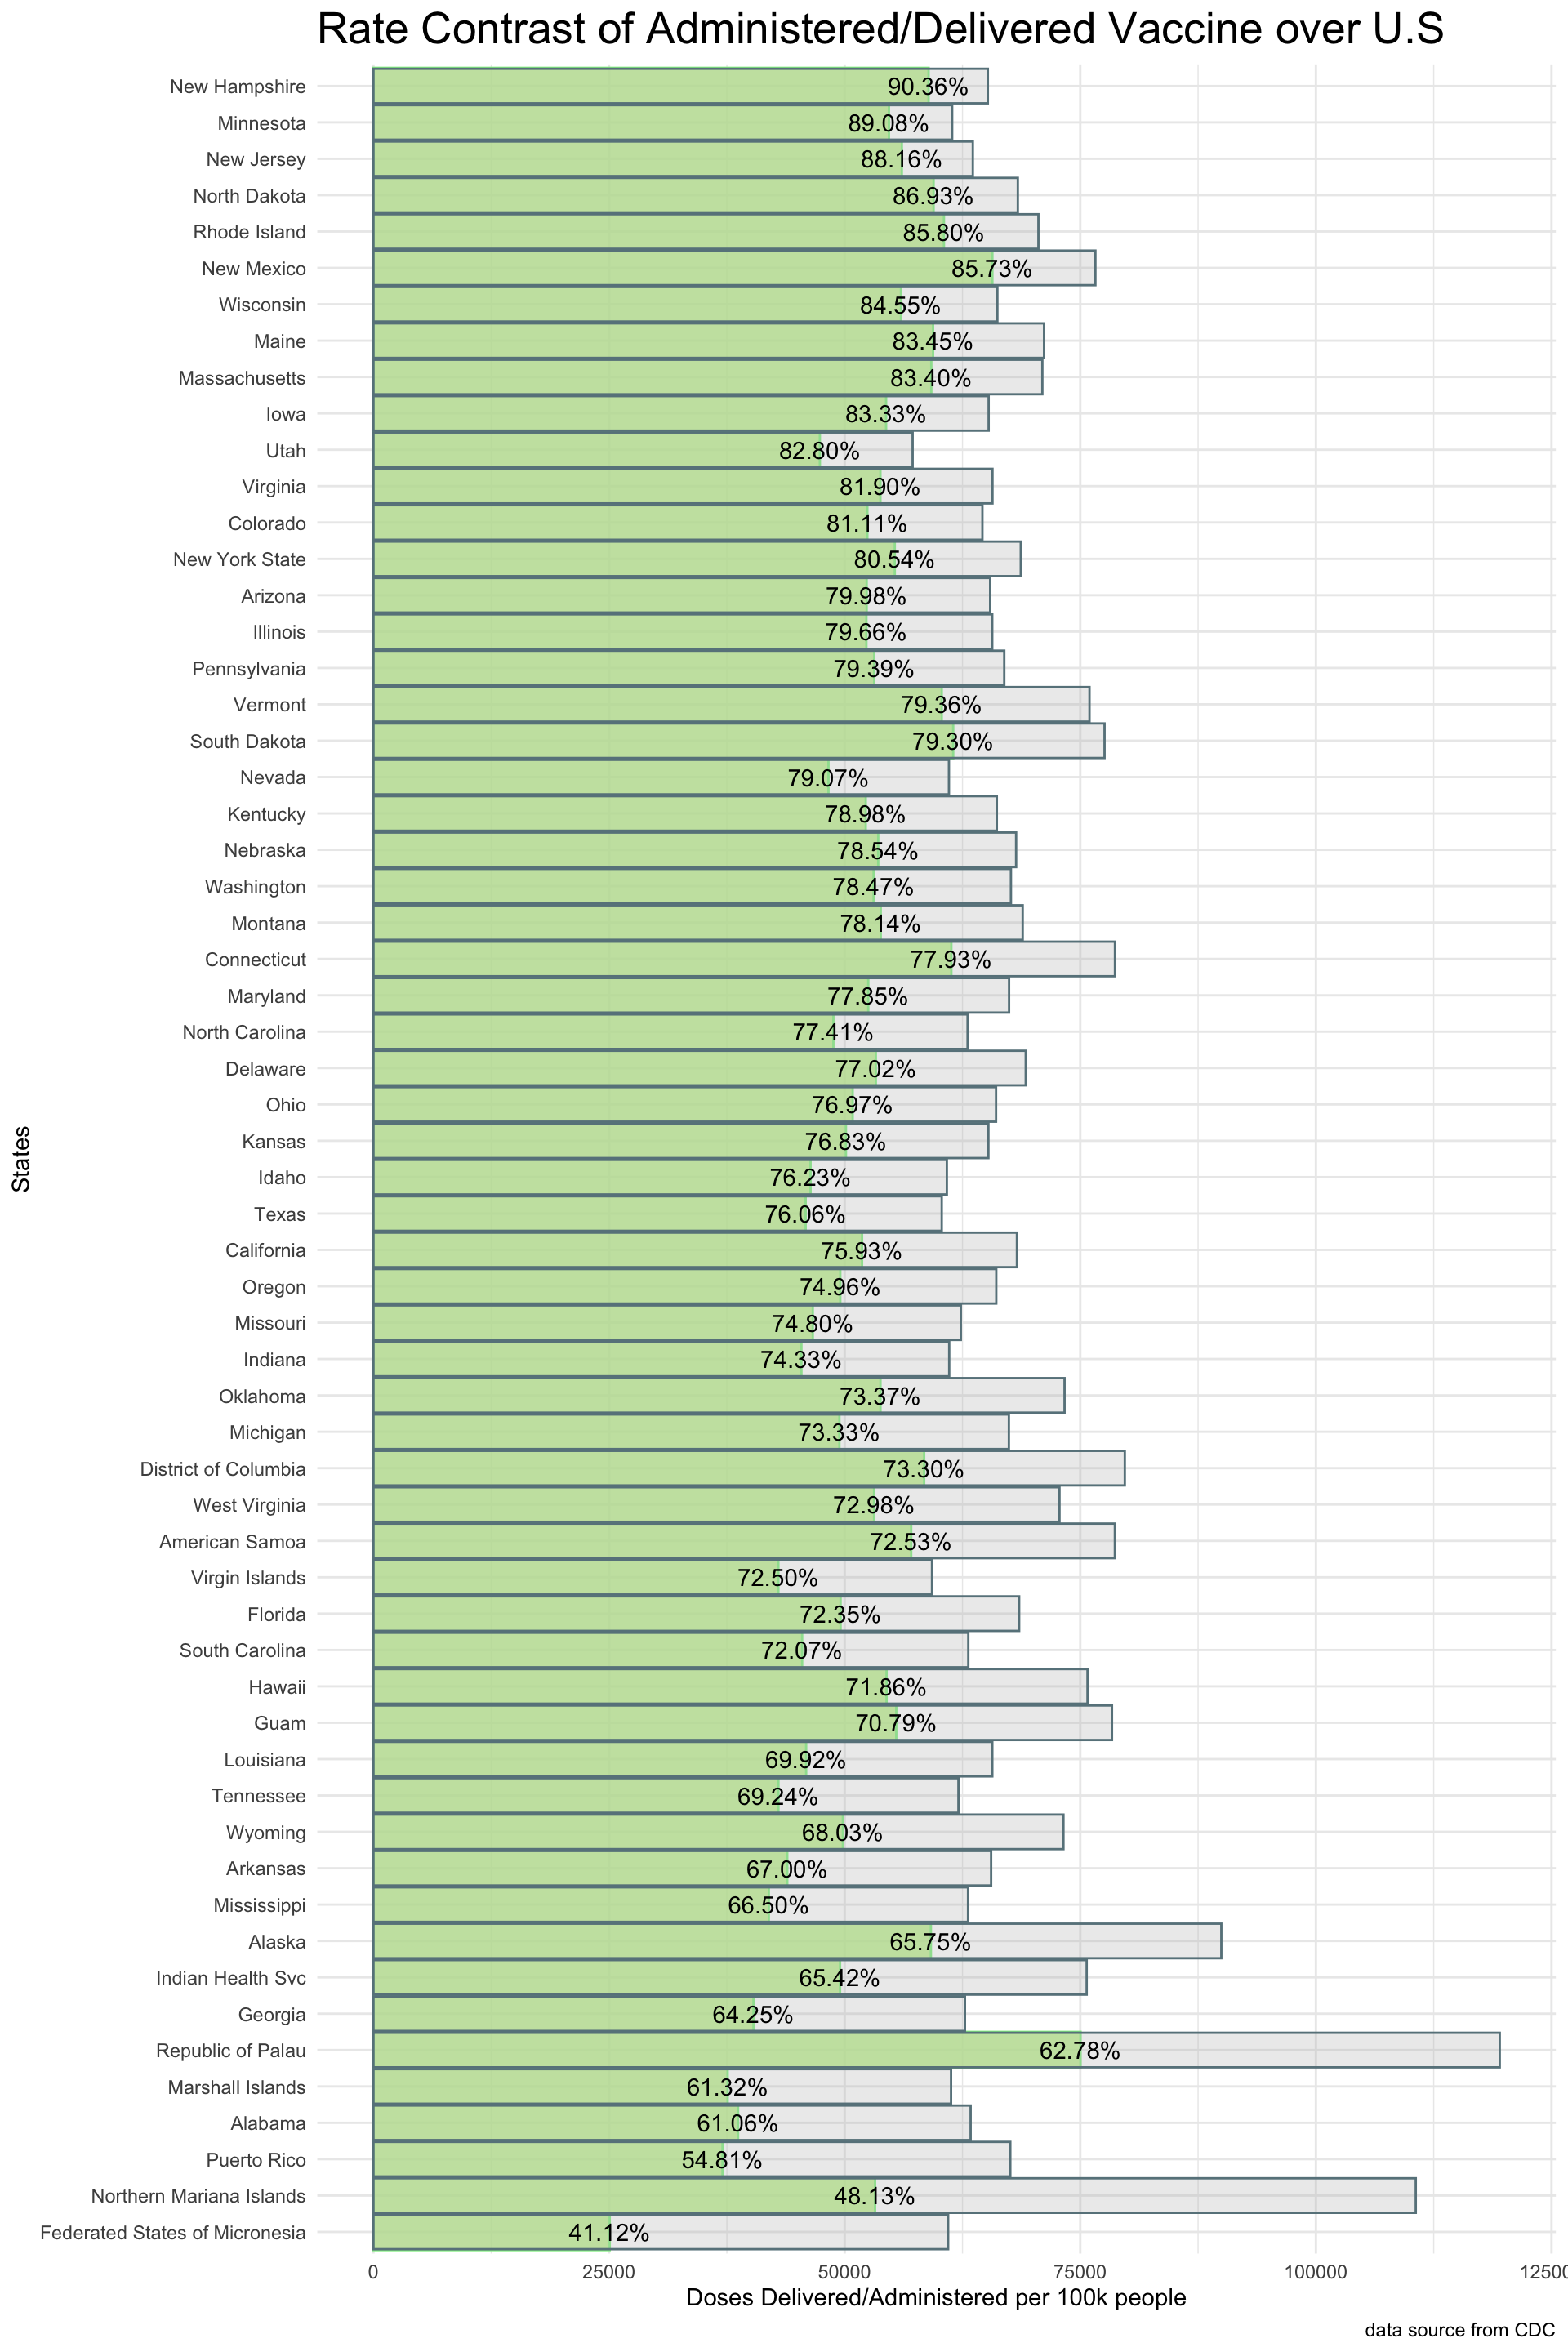 Rate Contrast of Administered/Delivered Vaccine over U.S
New Hampshire 90.36%
Minnesota 89.08%
New Jersey 88.16%
North Dakota 86.93%
Rhode Island 85.80%
New Mexico 85.73%
Wisconsin 84.55%
Maine 83.45%
Massachusetts 83.40%
Iowa 83.33%
Utah 82.80%
Virginia 81.90%
Colorado 81.11%
New York State 80.54%
Arizona 79.98%
Illinois 79.66%
Pennsylvania 79.39%
Vermont 79.36%
South Dakota 79.30%
Nevada 79.07%
Kentucky 78.98%
Nebraska 78.54%
Washington 78.47%
Montana 78.14%
Connecticut 77.93%
Maryland 77.85%
North Carolina 77.41%
Delaware 77.02%
Ohio 76.97%
Kansas 76.83%
States
Idaho 76.23%
Texas 76.06%
California 75.93%
Oregon 74.96%
Missouri 74.80%
Indiana 74.33%
Oklahoma 73.37%
Michigan 73.33%
District of Columbia 73.30%
West Virginia 72.98%
American Samoa 72.53%
Virgin Islands 72.50%
Florida 72.35%
South Carolina 72.07%
Hawaii 71.86%
Guam 70.79%
Louisiana 69.92%
Tennessee 69.24%
Wyoming 68.03%
Arkansas 67.00%
Mississippi 66.50%
Alaska 65.75%
Indian Health Svc 65.42%
Georgia 64.25%
Republic of Palau 62.78%
Marshall Islands 61.32%
Alabama 61.06%
Puerto Rico 54.81%
Northern Mariana Islands 48.13%
Federated States of Micronesia 41.12%
0 25000 50000 75000 100000 12500
Doses Delivered/Administered per 100k people
data source from CDC